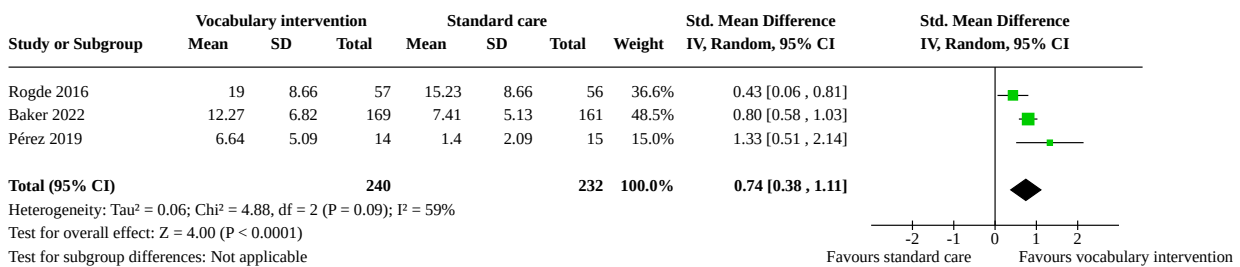 Vocabulary intervention Standard care Std. Mean Difference Std. Mean Difference
Study or Subgroup Mean SD Total Mean SD Total Weight IV, Random, 95% CI IV, Random, 95% CI
Rogde 2016 19 8.66 57 15.23 8.66 56 36.6% 0.43 [0.06 , 0.81]
Baker 2022 12.27 6.82 169 7.41 5.13 161 48.5% 0.80 [0.58 , 1.03]
Pérez 2019 6.64 5.09 14 1.4 2.09 15 15.0% 1.33 [0.51 , 2.14]
Total (95% CI) 240 232 100.0% 0.74 [0.38 , 1.11]
Heterogeneity: Tau² = 0.06; Chi² = 4.88, df = 2 (P = 0.09); I² = 59%
Test for overall effect: Z = 4.00 (P < 0.0001)
-2 -1 0 1 2
Test for subgroup differences: Not applicable Favours standard care Favours vocabulary intervention